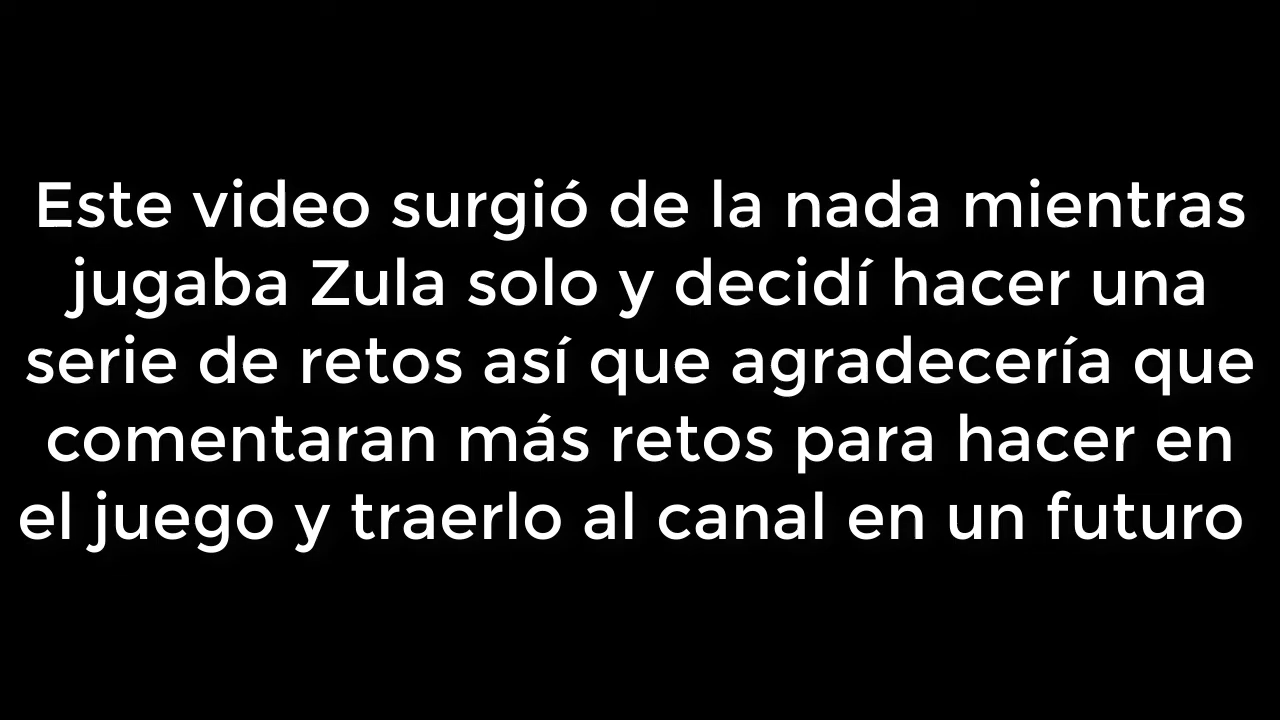 Este video surgió de la nada mientras
jugaba Zula solo y decidí hacer una
serie de retos así que agradecería que
comentaran más retos para hacer en
el juego y traerlo al canal en un futuro